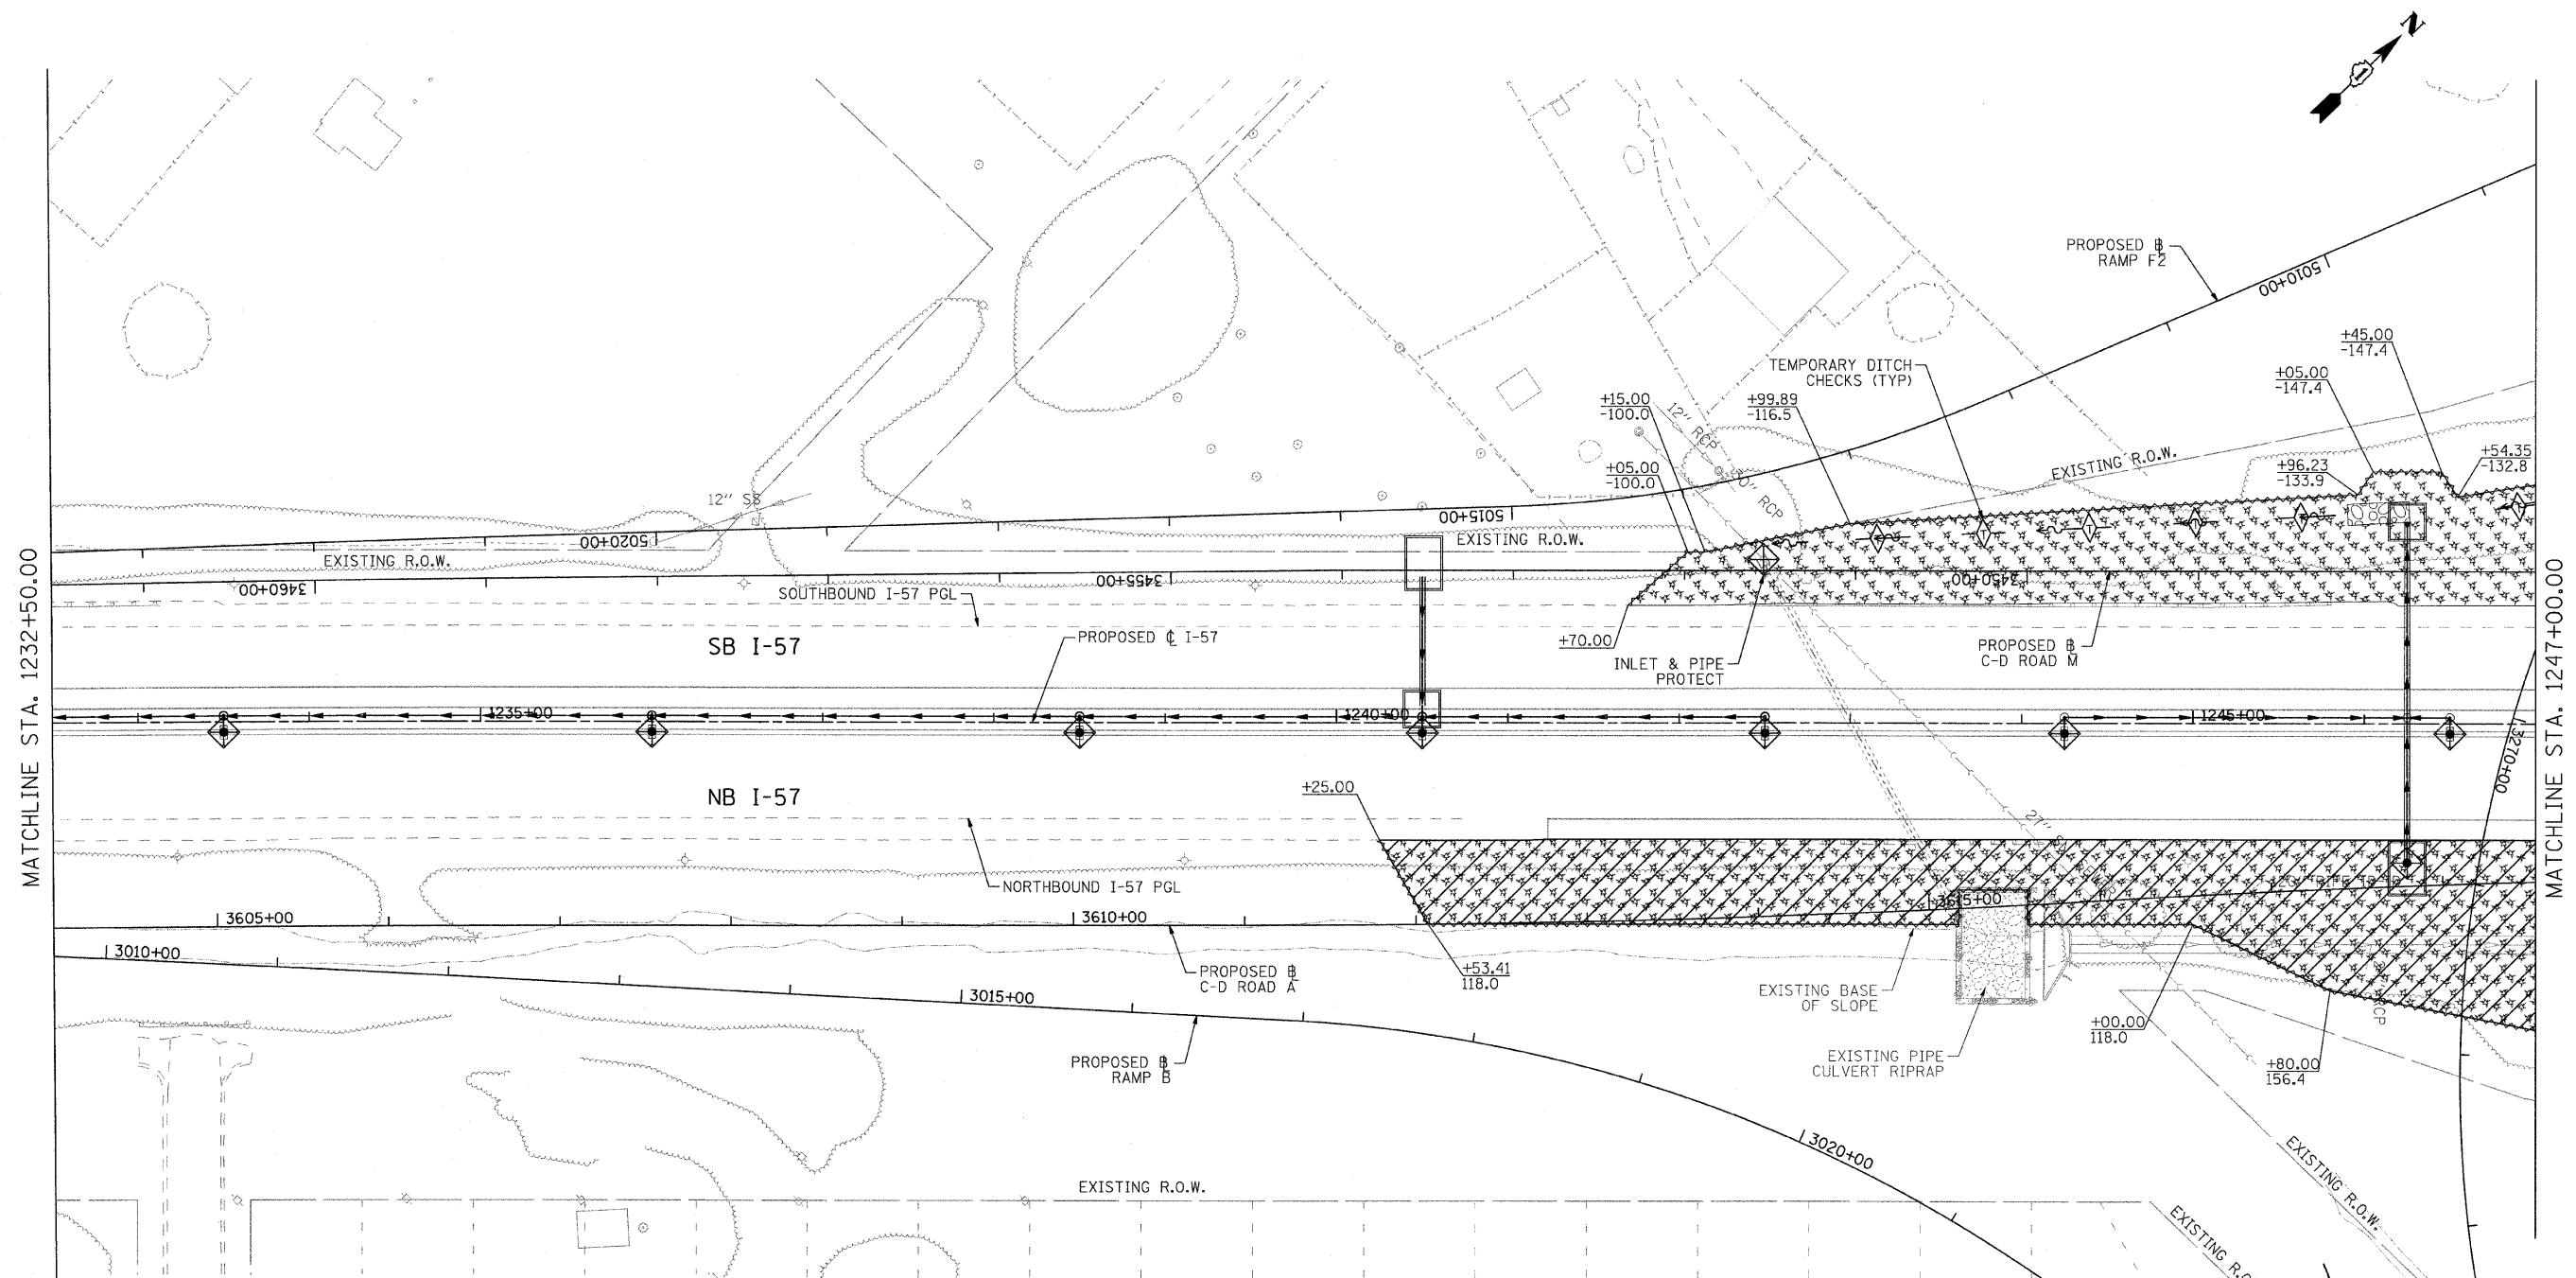 N
PROPOSED ℄ RAMP F2
5010+00
+45.00
-147.4
+05.00
-147.4
TEMPORARY DITCH
CHECKS (TYP)
+15.00
-100.0
+99.89
-116.5
12" RCP
+05.00
-100.0
EXISTING R.O.W.
+54.35
-132.8
+96.23
-133.9
12" SS
5015+00
5020+00
EXISTING R.O.W.
EXISTING R.O.W.
3460+00
3455+00
3450+00
SOUTHBOUND I-57 PGL
PROPOSED ℄ I-57
SB I-57
+70.00
INLET & PIPE
PROTECT
PROPOSED B
C-D ROAD M
MATCHLINE STA. 1232+50.00
MATCHLINE STA. 1247+00.00
1235+00
1240+00
1245+00
3270+00
NB I-57
+25.00
27"
NORTHBOUND I-57 PGL
3605+00
3610+00
3615+00
3010+00
3015+00
PROPOSED B
C-D ROAD A
+53.41
118.0
EXISTING BASE
OF SLOPE
+00.00
118.0
RCP
EXISTING PIPE
CULVERT RIPRAP
+80.00
156.4
PROPOSED B
RAMP B
3020+00
EXISTING R.O.W.
EXISTING R.O.W.
EXISTING R.O.